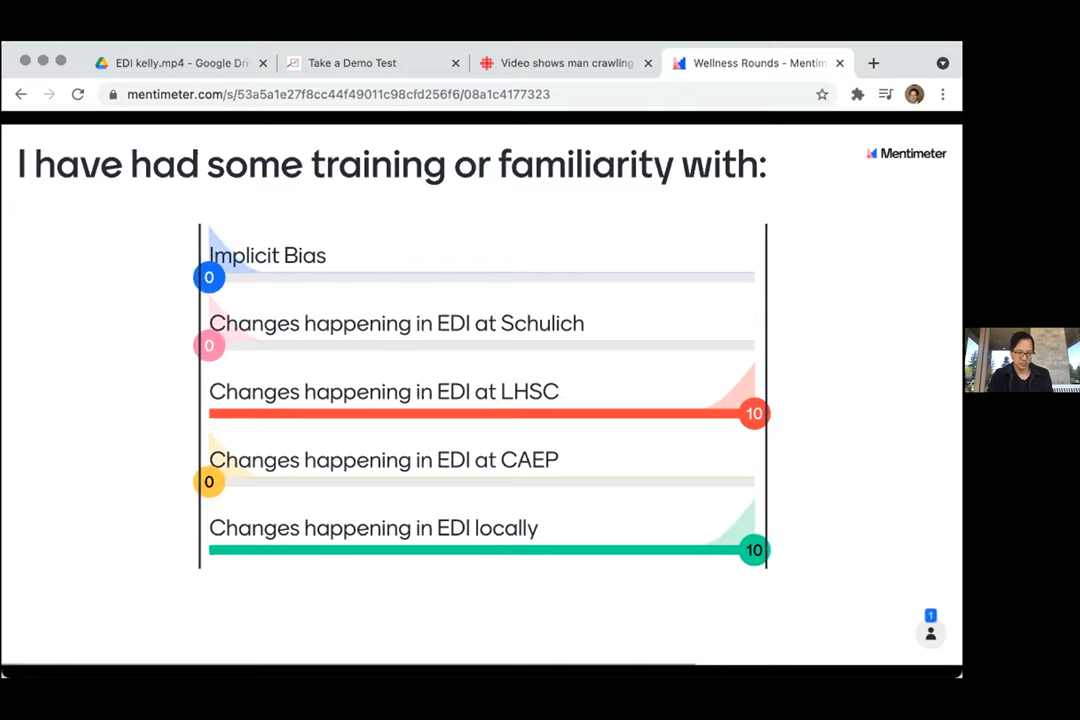 EDI kelly.mp4 - Google Dri
Take a Demo Test
Video shows man crawling
Wellness Rounds - Mentim
mentimeter.com/s/53a5a1e27f8cc44f49011c98cfd256f6/08a1c4177323
I have had some training or familiarity with:
Mentimeter
Implicit Bias
0
Changes happening in EDI at Schulich
0
Changes happening in EDI at LHSC
10
Changes happening in EDI at CAEP
0
Changes happening in EDI locally
10
1